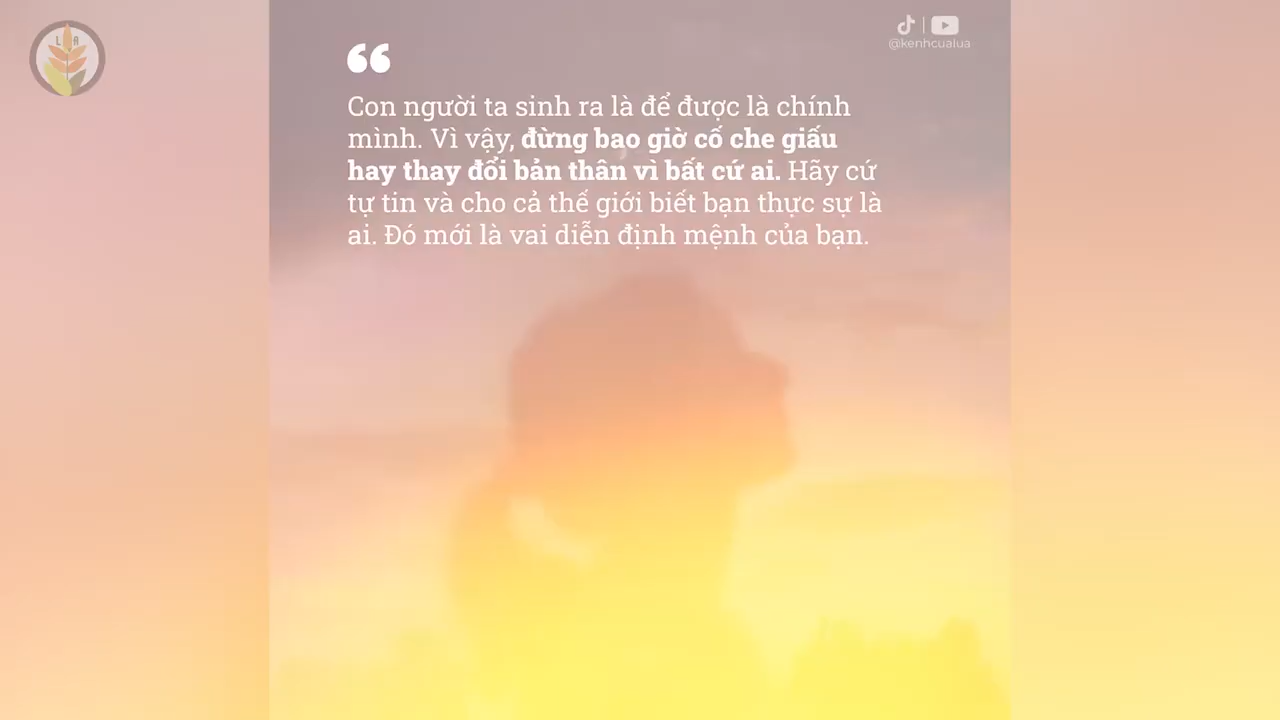 L A
@kenhcualua
Con người ta sinh ra là để được là chính
mình. Vì vậy, đừng bao giờ cố che giấu
hay thay đổi bản thân vì bất cứ ai. Hãy cứ
tự tin và cho cả thế giới biết bạn thực sự là
ai. Đó mới là vai diễn định mệnh của bạn.